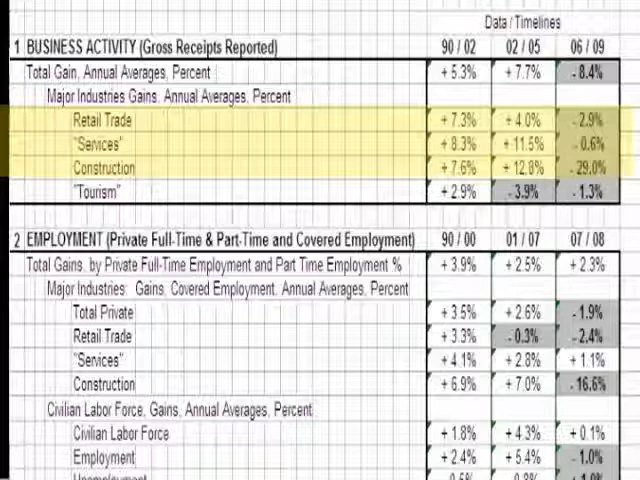 Data / Timelines
1 BUSINESS ACTIVITY (Gross Receipts Reported) 90 / 02 02 / 05 06 / 09
Total Gain, Annual Averages, Percent + 5.3% + 7.7% - 8.4%
Major Industries Gains, Annual Averages, Percent
Retail Trade + 7.3% + 4.0% - 2.9%
"Services" + 8.3% + 11.5% - 0.6%
Construction + 7.6% + 12.8% - 29.0%
"Tourism" + 2.9% - 3.9% - 1.3%
2 EMPLOYMENT (Private Full-Time & Part-Time and Covered Employment) 90 / 00 01 / 07 07 / 08
Total Gains, by Private Full-Time Employment and Part Time Employment % + 3.9% + 2.5% + 2.3%
Major Industries: Gains, Covered Employment, Annual Averages, Percent
Total Private + 3.5% + 2.6% - 1.9%
Retail Trade + 3.3% - 0.3% - 2.4%
"Services" + 4.1% + 2.8% + 1.1%
Construction + 6.9% + 7.0% - 16.6%
Civilian Labor Force, Gains, Annual Averages, Percent
Civilian Labor Force + 1.8% + 4.3% + 0.1%
Employment + 2.4% + 5.4% - 1.0%